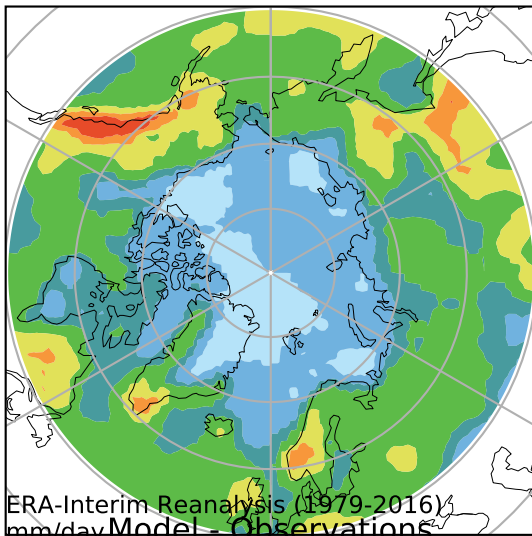 ERA-Interim Reanalysis (1979-2016)
mm/day Model - Observations